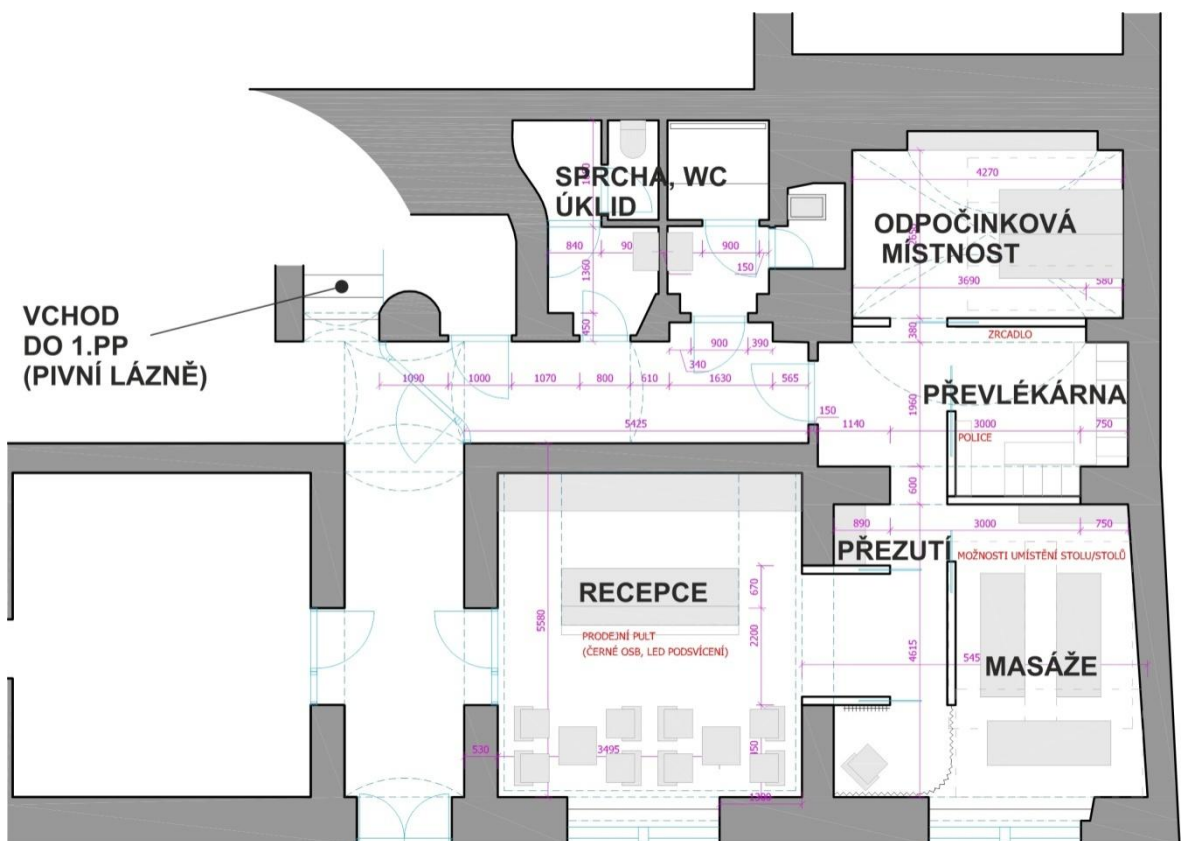 SPRCHA, WC
ÚKLID
840
90
900
1360
150
450
4270
ODPOČINKOVÁ
MÍSTNOST
3690
580
380
ZRCADLO
VCHOD
DO 1.PP
(PIVNÍ LÁZNĚ)
900
390
340
1090
1000
1070
800
610
1630
565
5425
150
PŘEVLÉKÁRNA
1960
1140
3000
750
POLICE
600
890
3000
750
PŘEZUTÍ
MOŽNOSTI UMÍSTĚNÍ STOLU/STOLŮ
RECEPCE
670
5580
PRODEJNÍ PULT
(ČERNÉ OSB, LED PODSVÍCENÍ)
2200
4615
545
MASÁŽE
530
3495